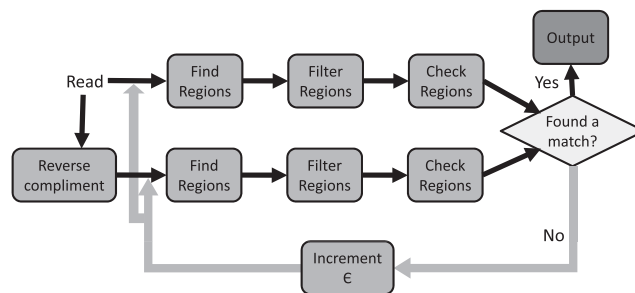 Output
Read
Find
Regions
Filter
Regions
Check
Regions
Yes
Found a
match?
Reverse
compliment
Find
Regions
Filter
Regions
Check
Regions
No
Increment
ϵ